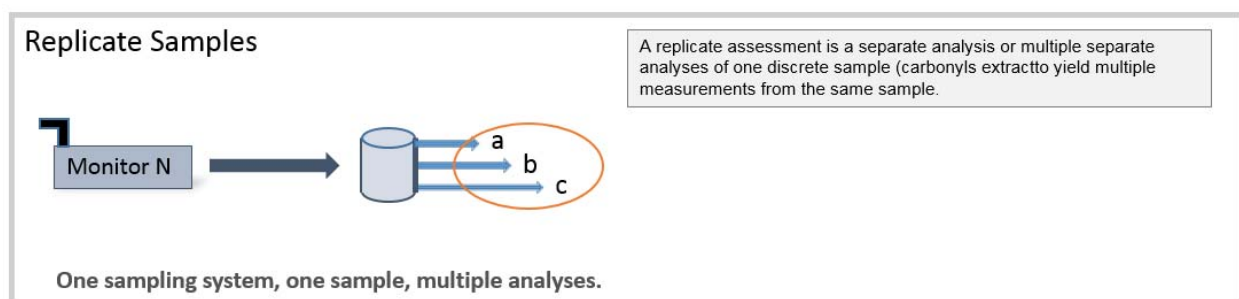 Replicate Samples
A replicate assessment is a separate analysis or multiple separate
analyses of one discrete sample (carbonyls extractto yield multiple
measurements from the same sample.
a
Monitor N
b
c
One sampling system, one sample, multiple analyses.